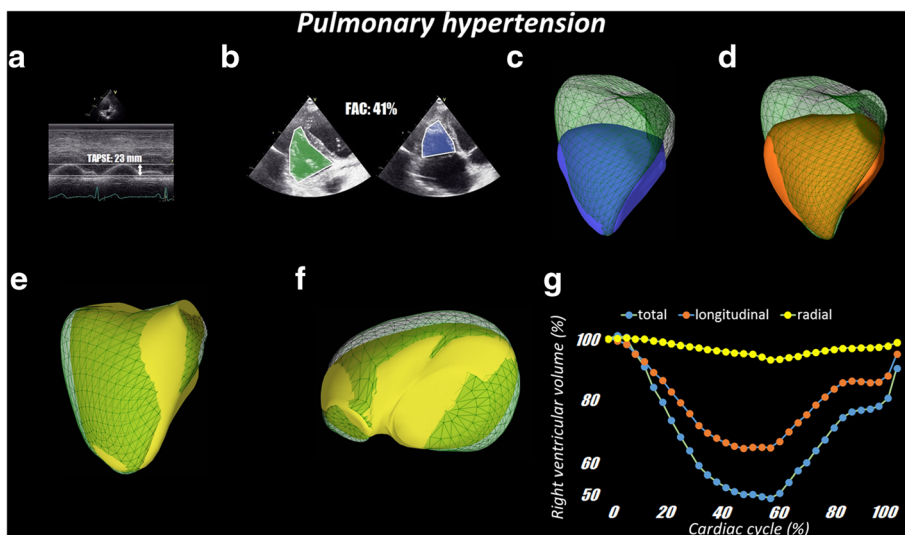 Pulmonary hypertension
a
b
c
d
TAPSE: 23 mm
FAC: 41%
V
e
f
g
total longitudinal radial
Right ventricular volume (%)
100
80
60
50
0 20 40 60 80 100
Cardiac cycle (%)